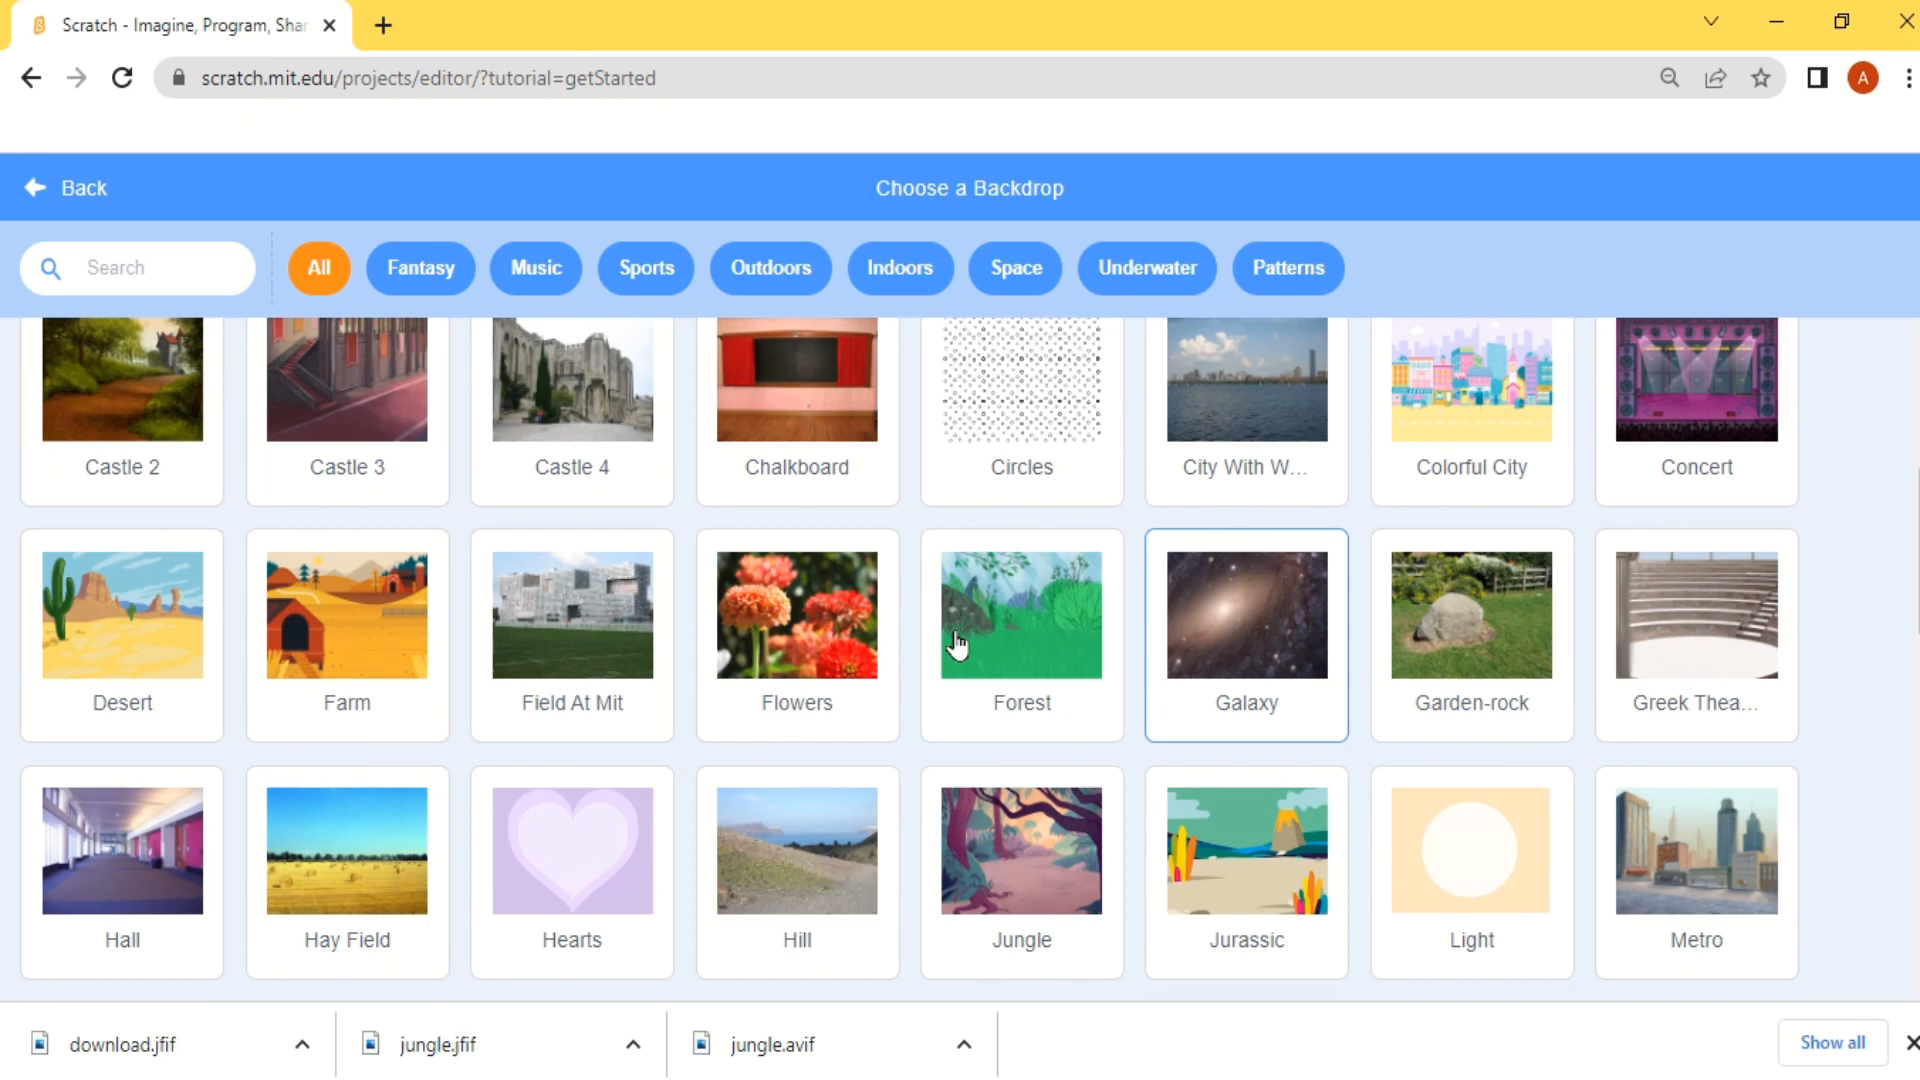 Scratch - Imagine, Program, Shar
scratch.mit.edu/projects/editor/?tutorial=getStarted
A
Back
Choose a Backdrop
Search
All
Fantasy
Music
Sports
Outdoors
Indoors
Space
Underwater
Patterns
Castle 2
Castle 3
Castle 4
Chalkboard
Circles
City With W...
Colorful City
Concert
Desert
Farm
Field At Mit
Flowers
Forest
Galaxy
Garden-rock
Greek Thea...
Hall
Hay Field
Hearts
Hill
Jungle
Jurassic
Light
Metro
download.jfif
jungle.jfif
jungle.avif
Show all